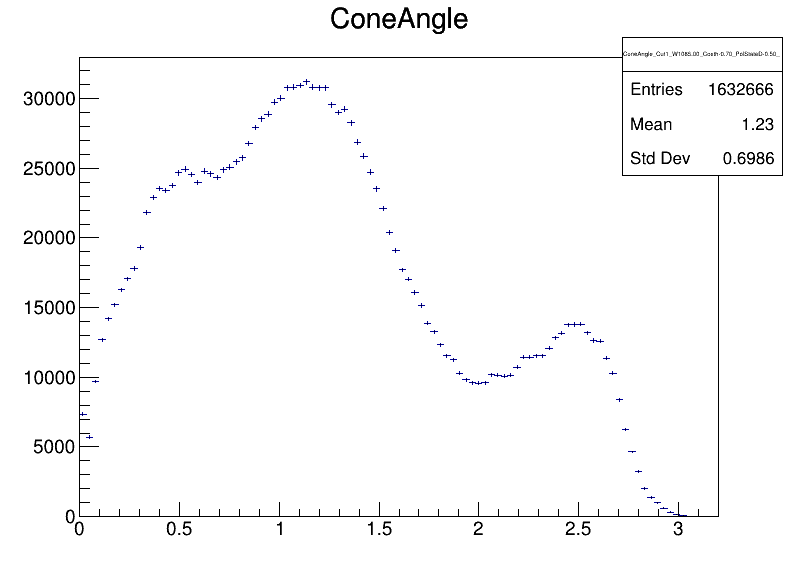 ConeAngle
ConeAngle_Cut1_W1085.00_Costh-0.70_PolStateD-0.50_
Entries 1632666
Mean 1.23
Std Dev 0.6986
30000
25000
20000
15000
10000
5000
0
0 0.5 1 1.5 2 2.5 3